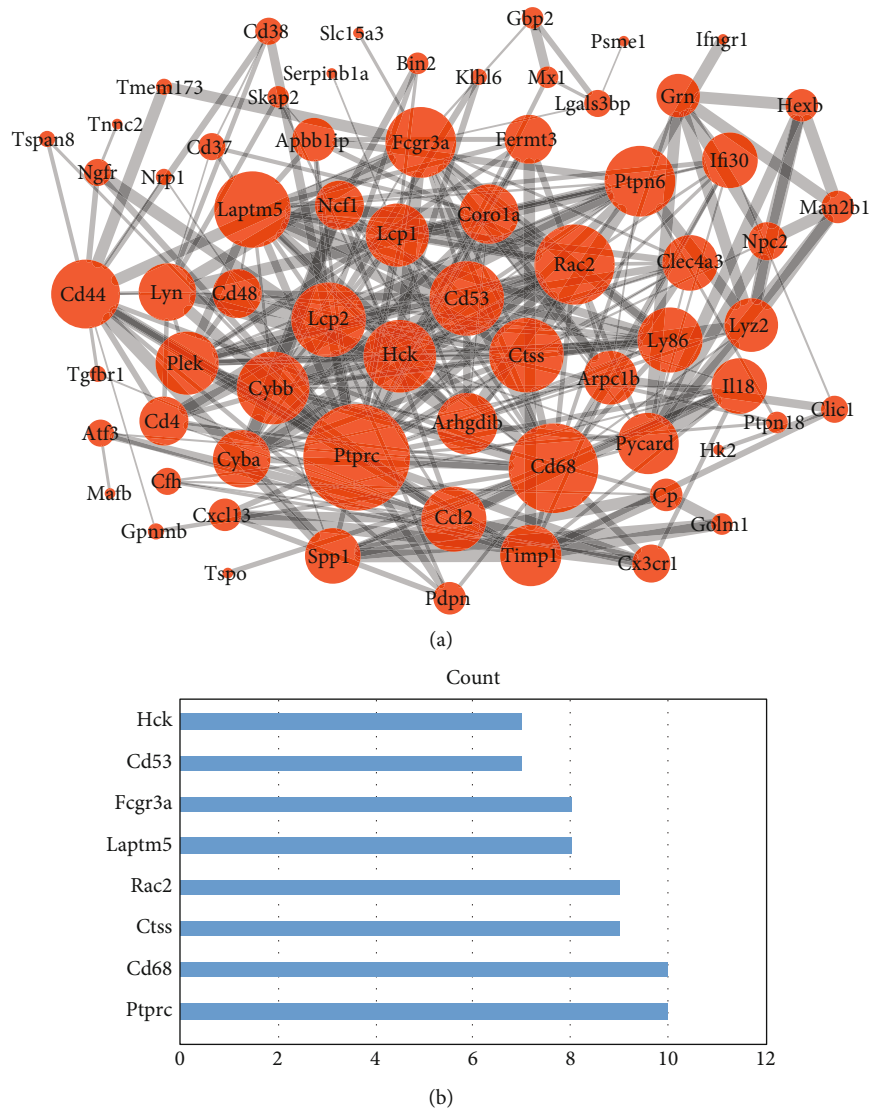 Cd38
Slc15a3
Gbp2
Psme1
Ifngr1
Tmem173
Serpinb1a
Bin2
Klhl6
Mx1
Lgals3bp
Grn
Hexb
Tnnc2
Skap2
Tspan8
Cd37
Apbb1ip
Fcgr3a
Fermt3
Ifi30
Ngfr
Nrp1
Laptm5
Ncf1
Coro1a
Ptpn6
Man2b1
Lcp1
Npc2
Rac2
Clec4a3
Cd44
Lyn
Cd48
Cd53
Lcp2
Ly86
Lyz2
Hck
Ctss
Plek
Tgfbr1
Cybb
Arpc1b
Il18
Cd4
Arhgdib
Clic1
Ptpn18
Atf3
Cyba
Ptprc
Cd68
Pycard
Hk2
Mafb
Cfh
Cp
Gpnmb
Cxcl13
Ccl2
Golm1
Spp1
Timp1
Cx3cr1
Tspo
Pdpn
(a)
Count
Hck
Cd53
Fcgr3a
Laptm5
Rac2
Ctss
Cd68
Ptprc
0 2 4 6 8 10 12
(b)